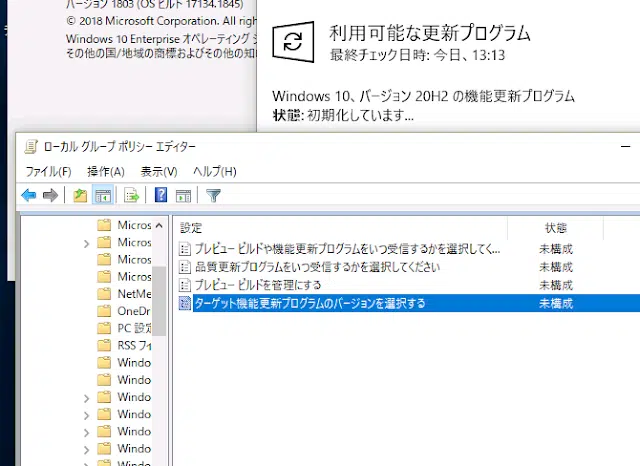 バージョン 1803 (OS ビルド 17134.1845)
© 2018 Microsoft Corporation. All righ
Windows 10 Enterprise オペレーティング シ
その他の国/地域の商標およびその他の知
利用可能な更新プログラム
最終チェック日時: 今日、13:13
Windows 10、バージョン 20H2 の機能更新プログラム
状態: 初期化しています...
ローカル グループ ポリシー エディター
ファイル(F) 操作(A) 表示(V) ヘルプ(H)
Micros
Micros
Micros
Micros
NetMe
OneDr
PC 設定
RSS フィ
Windo
Windo
Windo
Windo
Windo
Windo
Windo
設定 状態
プレビュー ビルドや機能更新プログラムをいつ受信するかを選択してく... 未構成
品質更新プログラムをいつ受信するかを選択してください 未構成
プレビュー ビルドを管理にする 未構成
ターゲット機能更新プログラムのバージョンを選択する 未構成